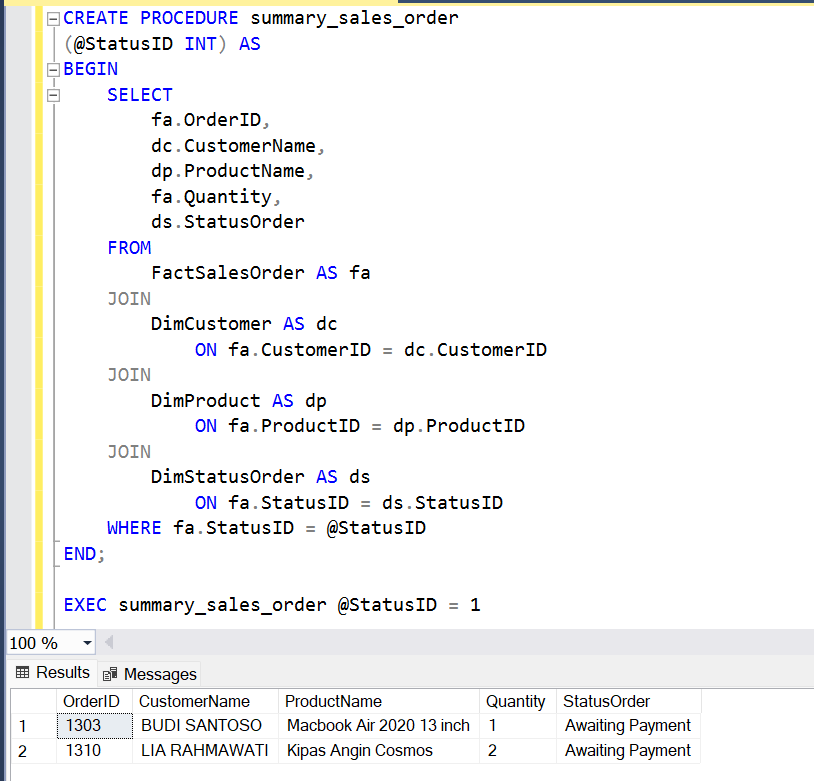 CREATE PROCEDURE summary_sales_order
(@StatusID INT) AS
BEGIN
SELECT
fa.OrderID,
dc.CustomerName,
dp.ProductName,
fa.Quantity,
ds.StatusOrder
FROM
FactSalesOrder AS fa
JOIN
DimCustomer AS dc
ON fa.CustomerID = dc.CustomerID
JOIN
DimProduct AS dp
ON fa.ProductID = dp.ProductID
JOIN
DimStatusOrder AS ds
ON fa.StatusID = ds.StatusID
WHERE fa.StatusID = @StatusID
END;
EXEC summary_sales_order @StatusID = 1
100 %
Results Messages
OrderID CustomerName ProductName Quantity StatusOrder
1 1303 BUDI SANTOSO Macbook Air 2020 13 inch 1 Awaiting Payment
2 1310 LIA RAHMAWATI Kipas Angin Cosmos 2 Awaiting Payment